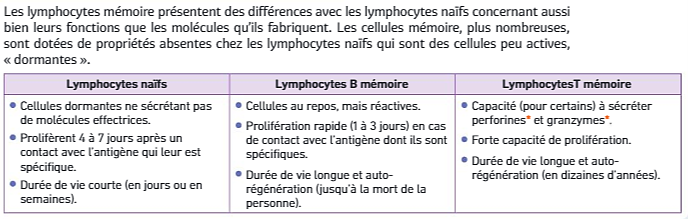 Les lymphocytes mémoire présentent des différences avec les lymphocytes naïfs concernant aussi
bien leurs fonctions que les molécules qu'ils fabriquent. Les cellules mémoire, plus nombreuses,
sont dotées de propriétés absentes chez les lymphocytes naïfs qui sont des cellules peu actives,
« dormantes ».
Lymphocytes naïfs
• Cellules dormantes ne sécrétant pas
de molécules effectrices.
• Prolifèrent 4 à 7 jours après un
contact avec l'antigène qui leur est
spécifique.
• Durée de vie courte (en jours ou en
semaines).
Lymphocytes B mémoire
• Cellules au repos, mais réactives.
• Prolifération rapide (1 à 3 jours) en cas
de contact avec l'antigène dont ils sont
spécifiques.
• Durée de vie longue et auto-
régénération (jusqu'à la mort de la
personne).
LymphocytesT mémoire
• Capacité (pour certains) à sécréter
perforines* et granzymes*.
• Forte capacité de prolifération.
• Durée de vie longue et auto-
régénération (en dizaines d'années).